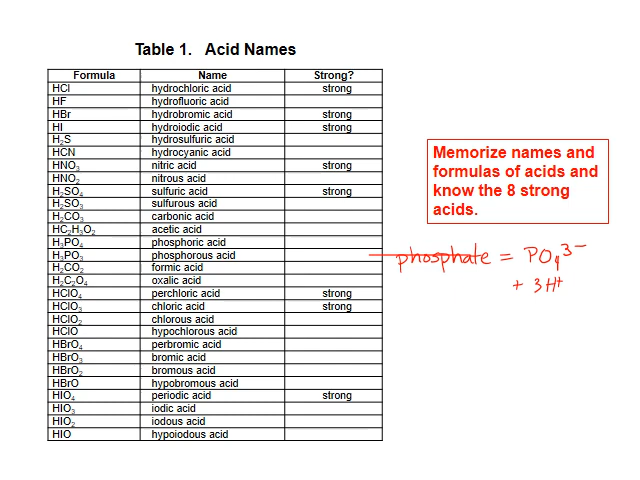 Table 1. Acid Names
Formula Name Strong?
HCl hydrochloric acid strong
HF hydrofluoric acid
HBr hydrobromic acid strong
HI hydroiodic acid strong
H₂S hydrosulfuric acid
HCN hydrocyanic acid
HNO₃ nitric acid strong
HNO₂ nitrous acid
H₂SO₄ sulfuric acid strong
H₂SO₃ sulfurous acid
H₂CO₃ carbonic acid
HC₂H₃O₂ acetic acid
H₃PO₄ phosphoric acid
H₃PO₃ phosphorous acid
H₂CO₂ formic acid
H₂C₂O₄ oxalic acid
HClO₄ perchloric acid strong
HClO₃ chloric acid strong
HClO₂ chlorous acid
HClO hypochlorous acid
HBrO₄ perbromic acid
HBrO₃ bromic acid
HBrO₂ bromous acid
HBrO hypobromous acid
HIO₄ periodic acid strong
HIO₃ iodic acid
HIO₂ iodous acid
HIO hypoiodous acid
Memorize names and
formulas of acids and
know the 8 strong
acids.
phosphate = PO₄³⁻
+ 3H⁺